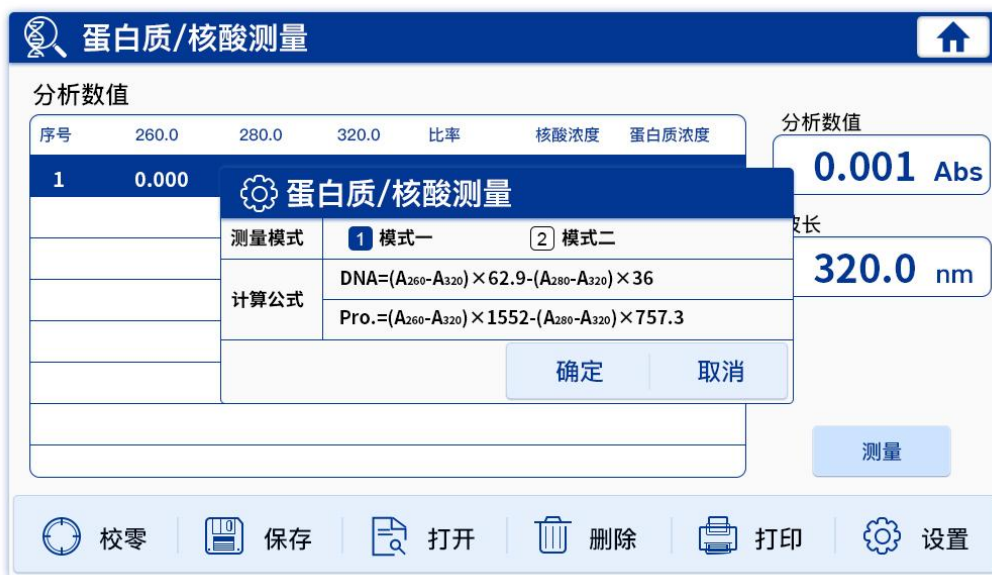 蛋白质/核酸测量
分析数值
序号 260.0 280.0 320.0 比率 核酸浓度 蛋白质浓度
1 0.000
分析数值
0.001 Abs
320.0 nm
蛋白质/核酸测量
测量模式 1 模式一 2 模式二
计算公式
DNA=(A₂₆₀-A₃₂₀)×62.9-(A₂₈₀-A₃₂₀)×36
Pro.=(A₂₆₀-A₃₂₀)×1552-(A₂₈₀-A₃₂₀)×757.3
确定 取消
测量
校零 保存 打开 删除 打印 设置